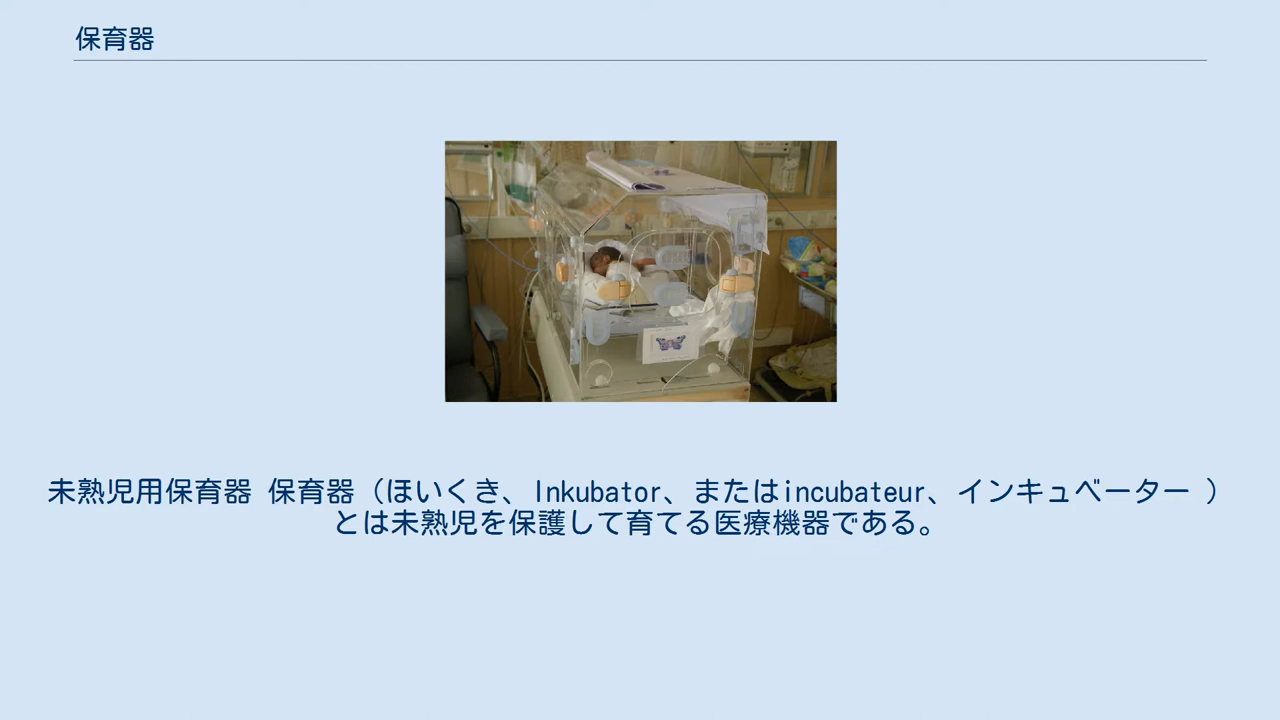 保育器
未熟児用保育器 保育器（ほいくき、Inkubator、またはincubateur、インキュベーター ）
とは未熟児を保護して育てる医療機器である。